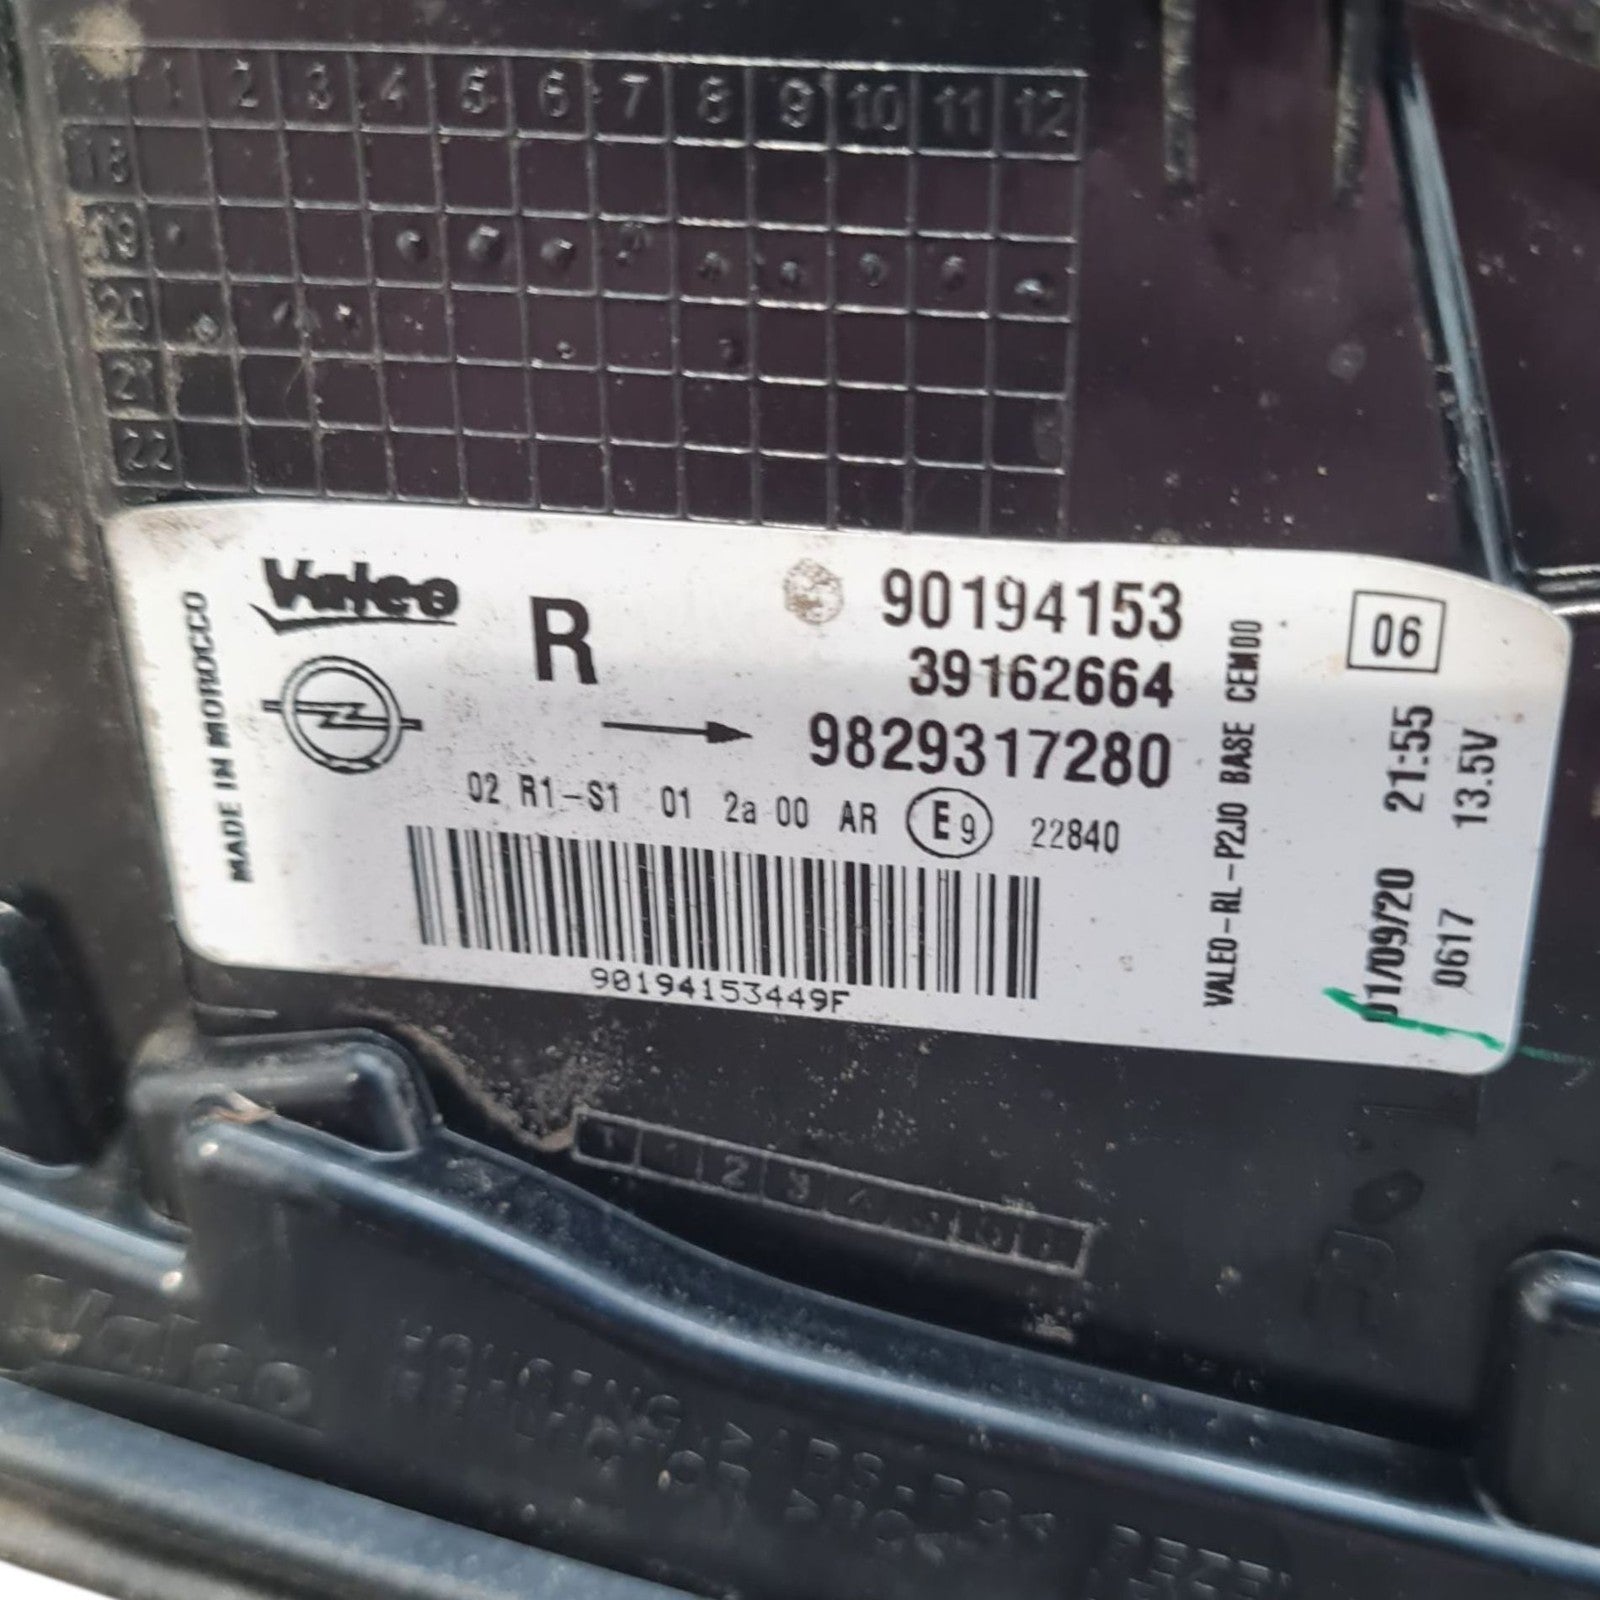 1 2 3 4 5 6 7 8 9 10 11 12
18
19
20
21
22
MADE IN MOROCCO
Valeo
R
90194153
39162664
9829317280
02 R1-S1 01 2a 00 AR E9 22840
90194153449F
VALEO-RL-P2JO BASE CEM00
06
01/09/20 21:55
0617 13.5V
Valeo